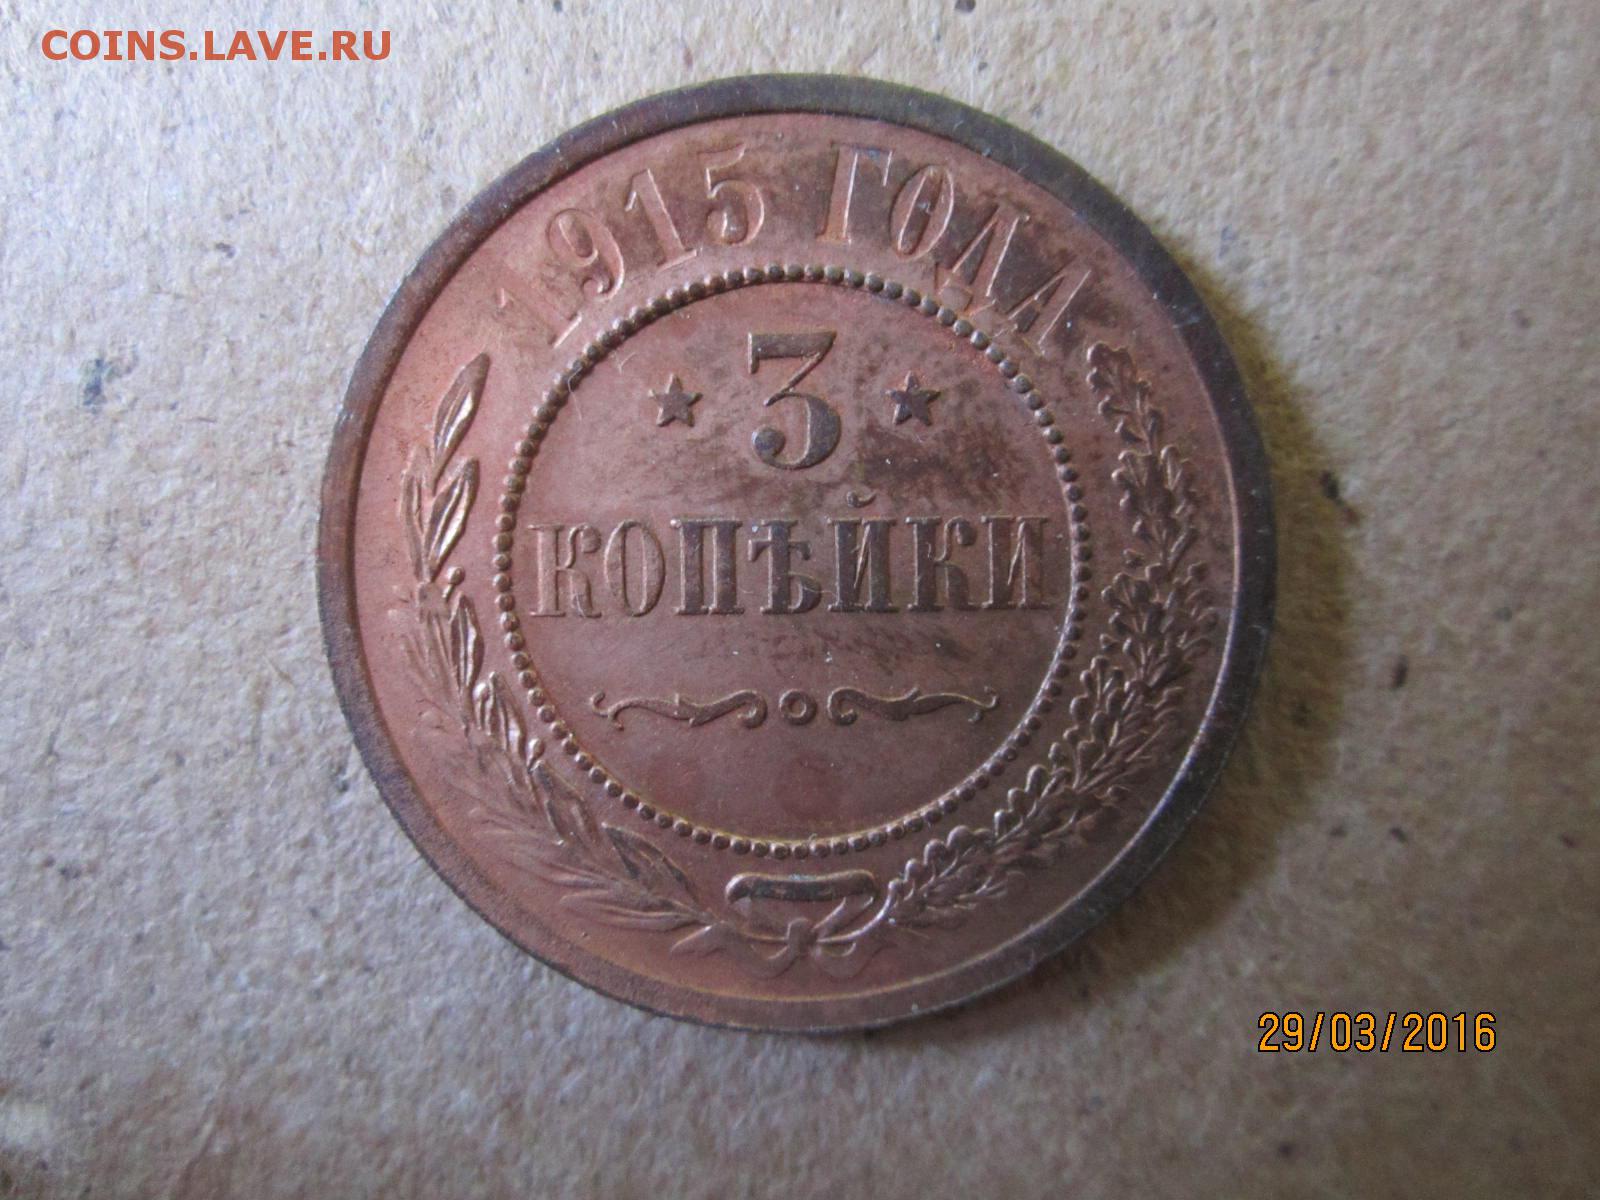 COINS.LAVE.RU
1915 ГОДА
3
КОПѢЙКИ
29/03/2016